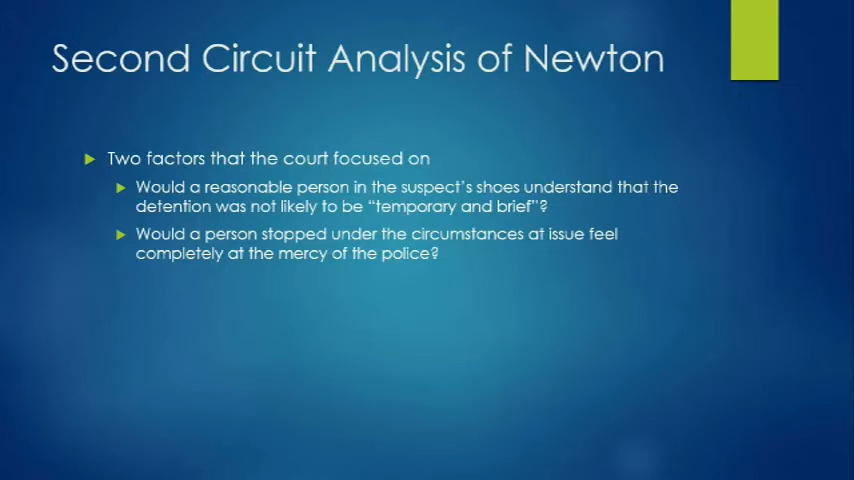 Second Circuit Analysis of Newton
Two factors that the court focused on
Would a reasonable person in the suspect's shoes understand that the
detention was not likely to be “temporary and brief”?
Would a person stopped under the circumstances at issue feel
completely at the mercy of the police?